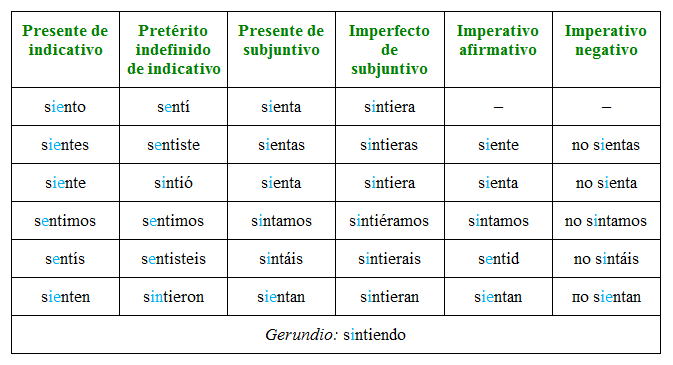 Presente de indicativo Pretérito indefinido de indicativo Presente de subjuntivo Imperfecto de subjuntivo Imperativo afirmativo Imperativo negativo
siento sentí sienta sintiera – –
sientes sentiste sientas sintieras siente no sientas
siente sintió sienta sintiera sienta no sienta
sentimos sentimos sintamos sintiéramos sintamos no sintamos
sentís sentisteis sintáis sintierais sentid no sintáis
sienten sintieron sientan sintieran sientan по sientan
Gerundio: sintiendo